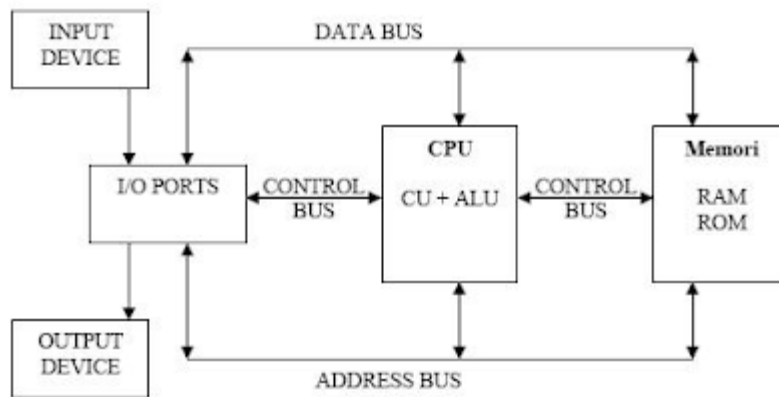 INPUT
DEVICE
DATA BUS
I/O PORTS
CONTROL
BUS
CPU
CU + ALU
CONTROL
BUS
Memori
RAM
ROM
OUTPUT
DEVICE
ADDRESS BUS